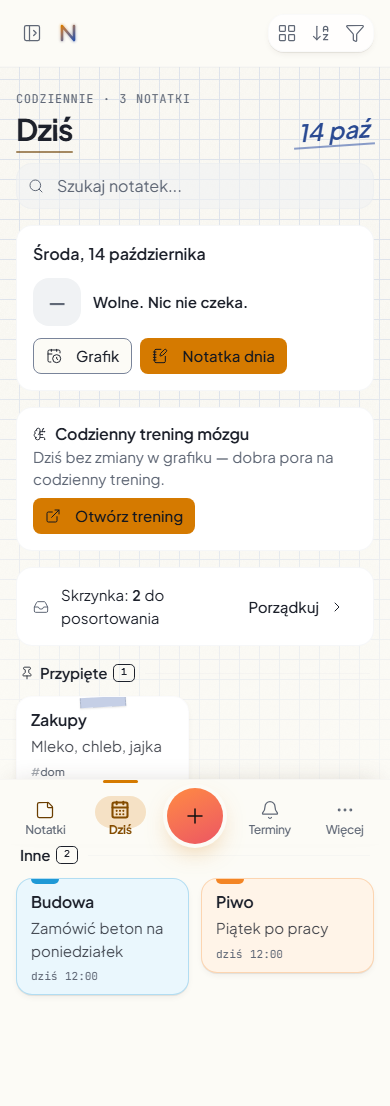 N
CODZIENNIE · 3 NOTATKI
Dziś
14 paź
Szukaj notatek...
Środa, 14 października
Wolne. Nic nie czeka.
Grafik
Notatka dnia
Codzienny trening mózgu
Dziś bez zmiany w grafiku — dobra pora na
codzienny trening.
Otwórz trening
Skrzynka: 2 do
posortowania
Porządkuj
Przypięte 1
Zakupy
Mleko, chleb, jajka
#dom
Notatki
Dziś
Terminy
Więcej
Inne 2
Budowa
Zamówić beton na
poniedziałek
dziś 12:00
Piwo
Piątek po pracy
dziś 12:00